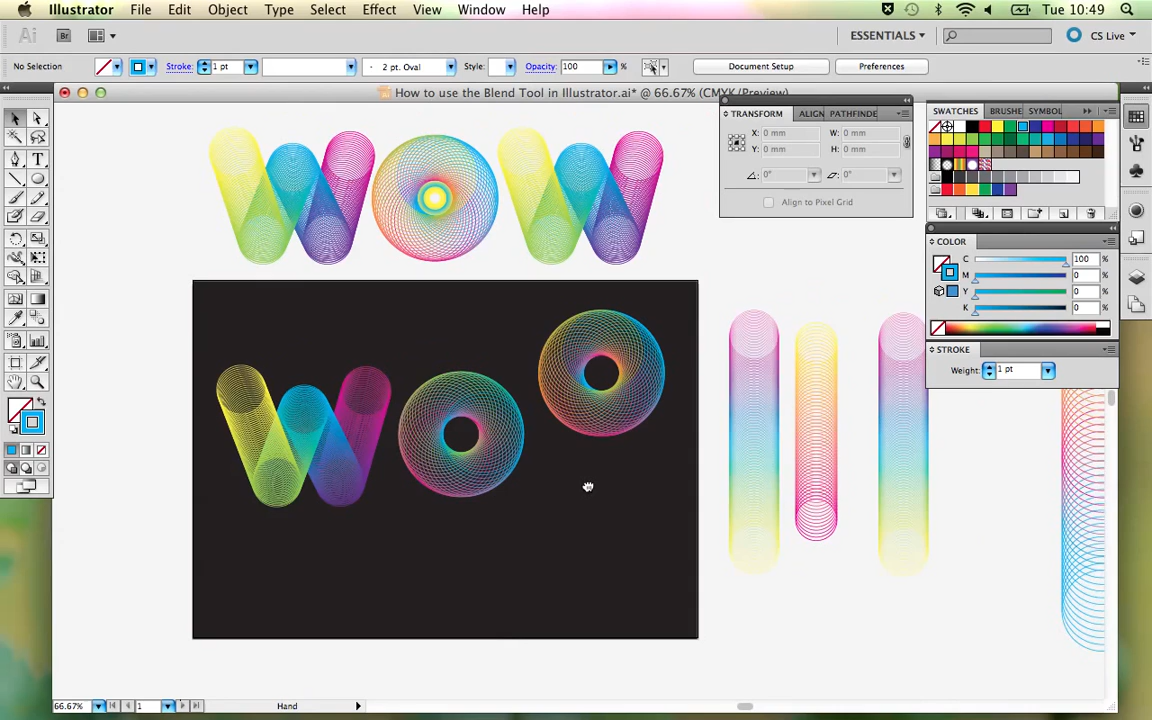 Illustrator File Edit Object Type Select Effect View Window Help Tue 10:49
Ai Br ESSENTIALS CS Live
No Selection Stroke: 1 pt 2 pt. Oval Style: Opacity: 100 % Document Setup Preferences
How to use the Blend Tool in Illustrator.ai* @ 66.67% (CMYK/Preview)
TRANSFORM ALIGN PATHFINDE
X: 0 mm W: 0 mm
Y: 0 mm H: 0 mm
0° 0°
Align to Pixel Grid
SWATCHES BRUSHE SYMBOL
COLOR
C 100 %
M 0 %
Y 0 %
K 0 %
STROKE
Weight: 1 pt
WOW
WOO
66.67% 1 Hand